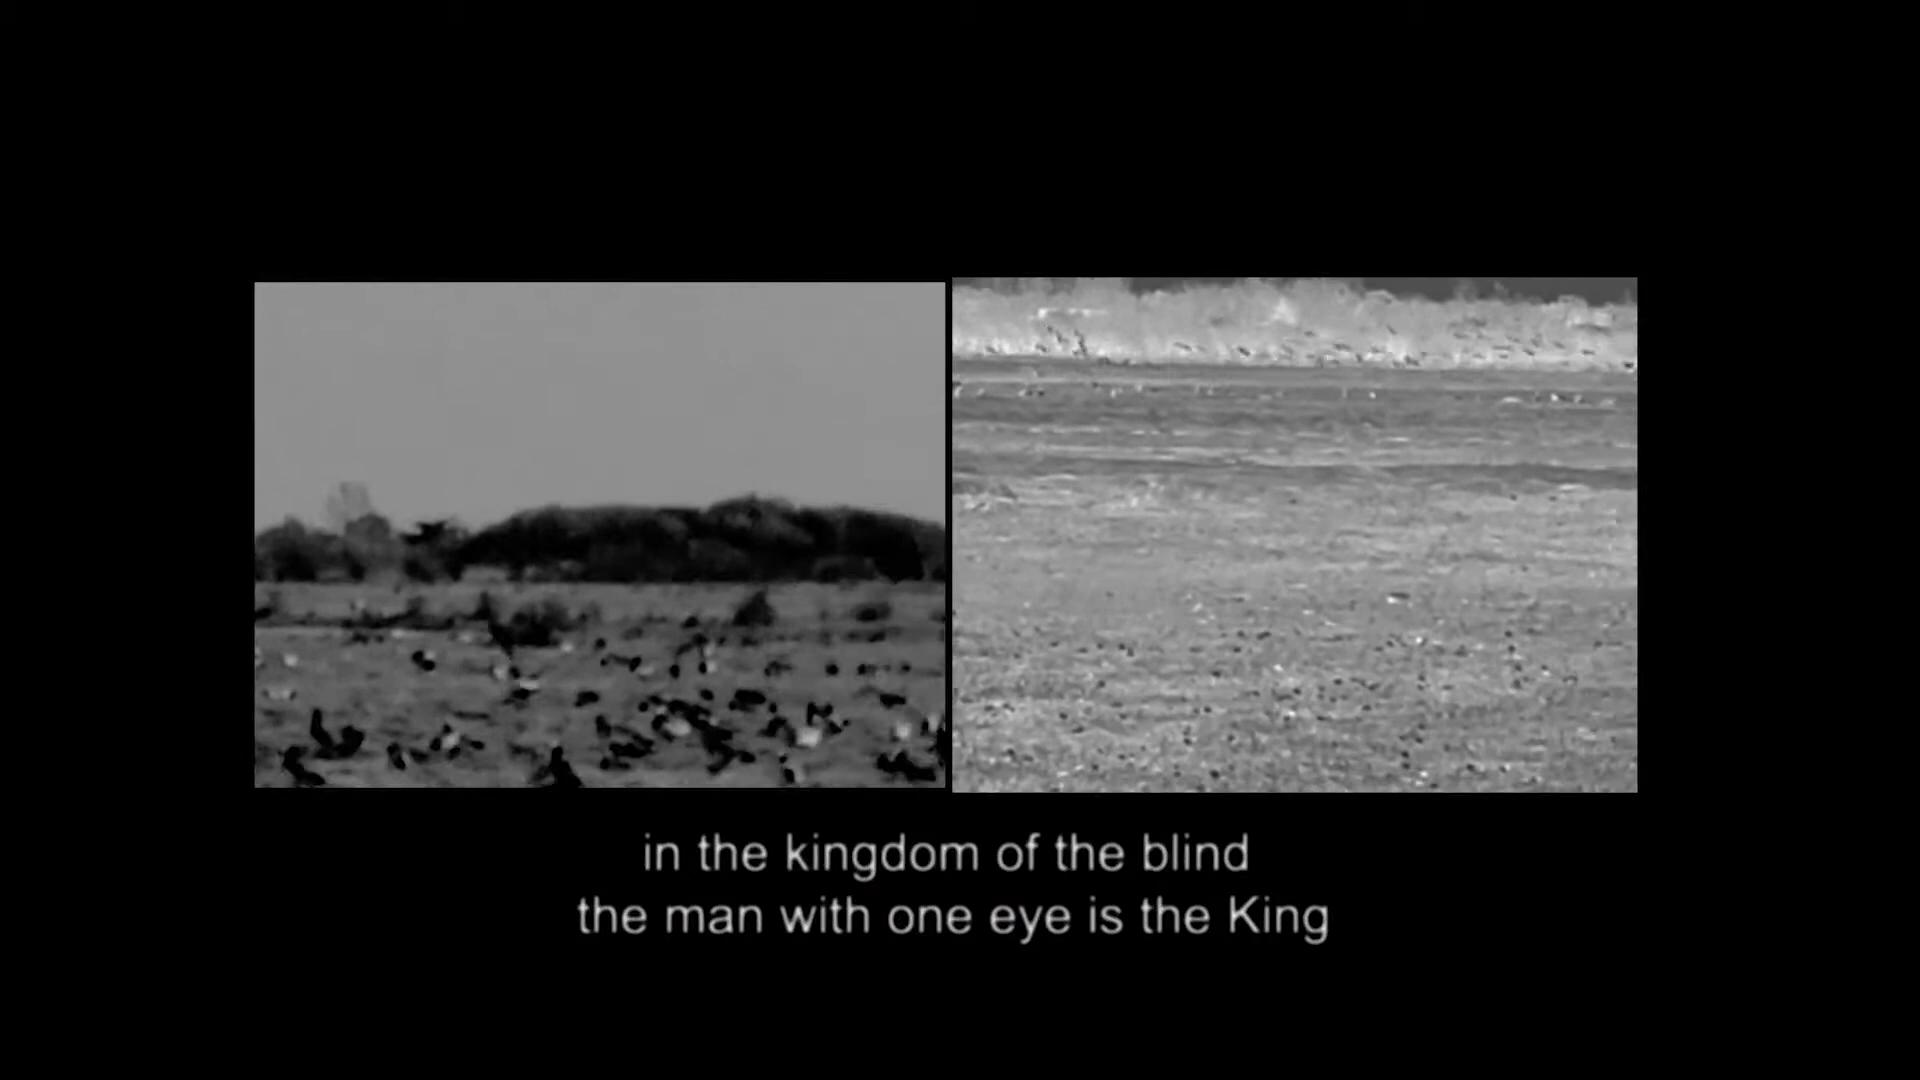 in the kingdom of the blind
the man with one eye is the King